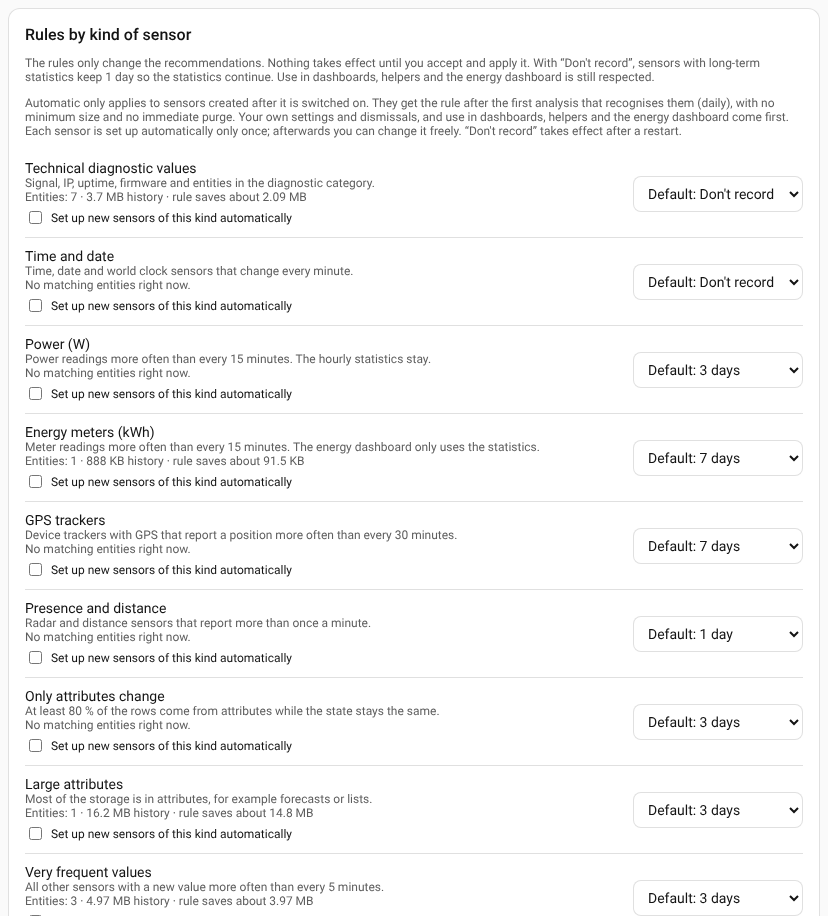 Rules by kind of sensor
The rules only change the recommendations. Nothing takes effect until you accept and apply it. With “Don't record”, sensors with long-term
statistics keep 1 day so the statistics continue. Use in dashboards, helpers and the energy dashboard is still respected.
Automatic only applies to sensors created after it is switched on. They get the rule after the first analysis that recognises them (daily), with no
minimum size and no immediate purge. Your own settings and dismissals, and use in dashboards, helpers and the energy dashboard come first.
Each sensor is set up automatically only once; afterwards you can change it freely. “Don't record” takes effect after a restart.
Technical diagnostic values
Signal, IP, uptime, firmware and entities in the diagnostic category.
Entities: 7 · 3.7 MB history · rule saves about 2.09 MB
Set up new sensors of this kind automatically
Default: Don't record
Time and date
Time, date and world clock sensors that change every minute.
No matching entities right now.
Set up new sensors of this kind automatically
Default: Don't record
Power (W)
Power readings more often than every 15 minutes. The hourly statistics stay.
No matching entities right now.
Set up new sensors of this kind automatically
Default: 3 days
Energy meters (kWh)
Meter readings more often than every 15 minutes. The energy dashboard only uses the statistics.
Entities: 1 · 888 KB history · rule saves about 91.5 KB
Set up new sensors of this kind automatically
Default: 7 days
GPS trackers
Device trackers with GPS that report a position more often than every 30 minutes.
No matching entities right now.
Set up new sensors of this kind automatically
Default: 7 days
Presence and distance
Radar and distance sensors that report more than once a minute.
No matching entities right now.
Set up new sensors of this kind automatically
Default: 1 day
Only attributes change
At least 80 % of the rows come from attributes while the state stays the same.
No matching entities right now.
Set up new sensors of this kind automatically
Default: 3 days
Large attributes
Most of the storage is in attributes, for example forecasts or lists.
Entities: 1 · 16.2 MB history · rule saves about 14.8 MB
Set up new sensors of this kind automatically
Default: 3 days
Very frequent values
All other sensors with a new value more often than every 5 minutes.
Entities: 3 · 4.97 MB history · rule saves about 3.97 MB
Default: 3 days